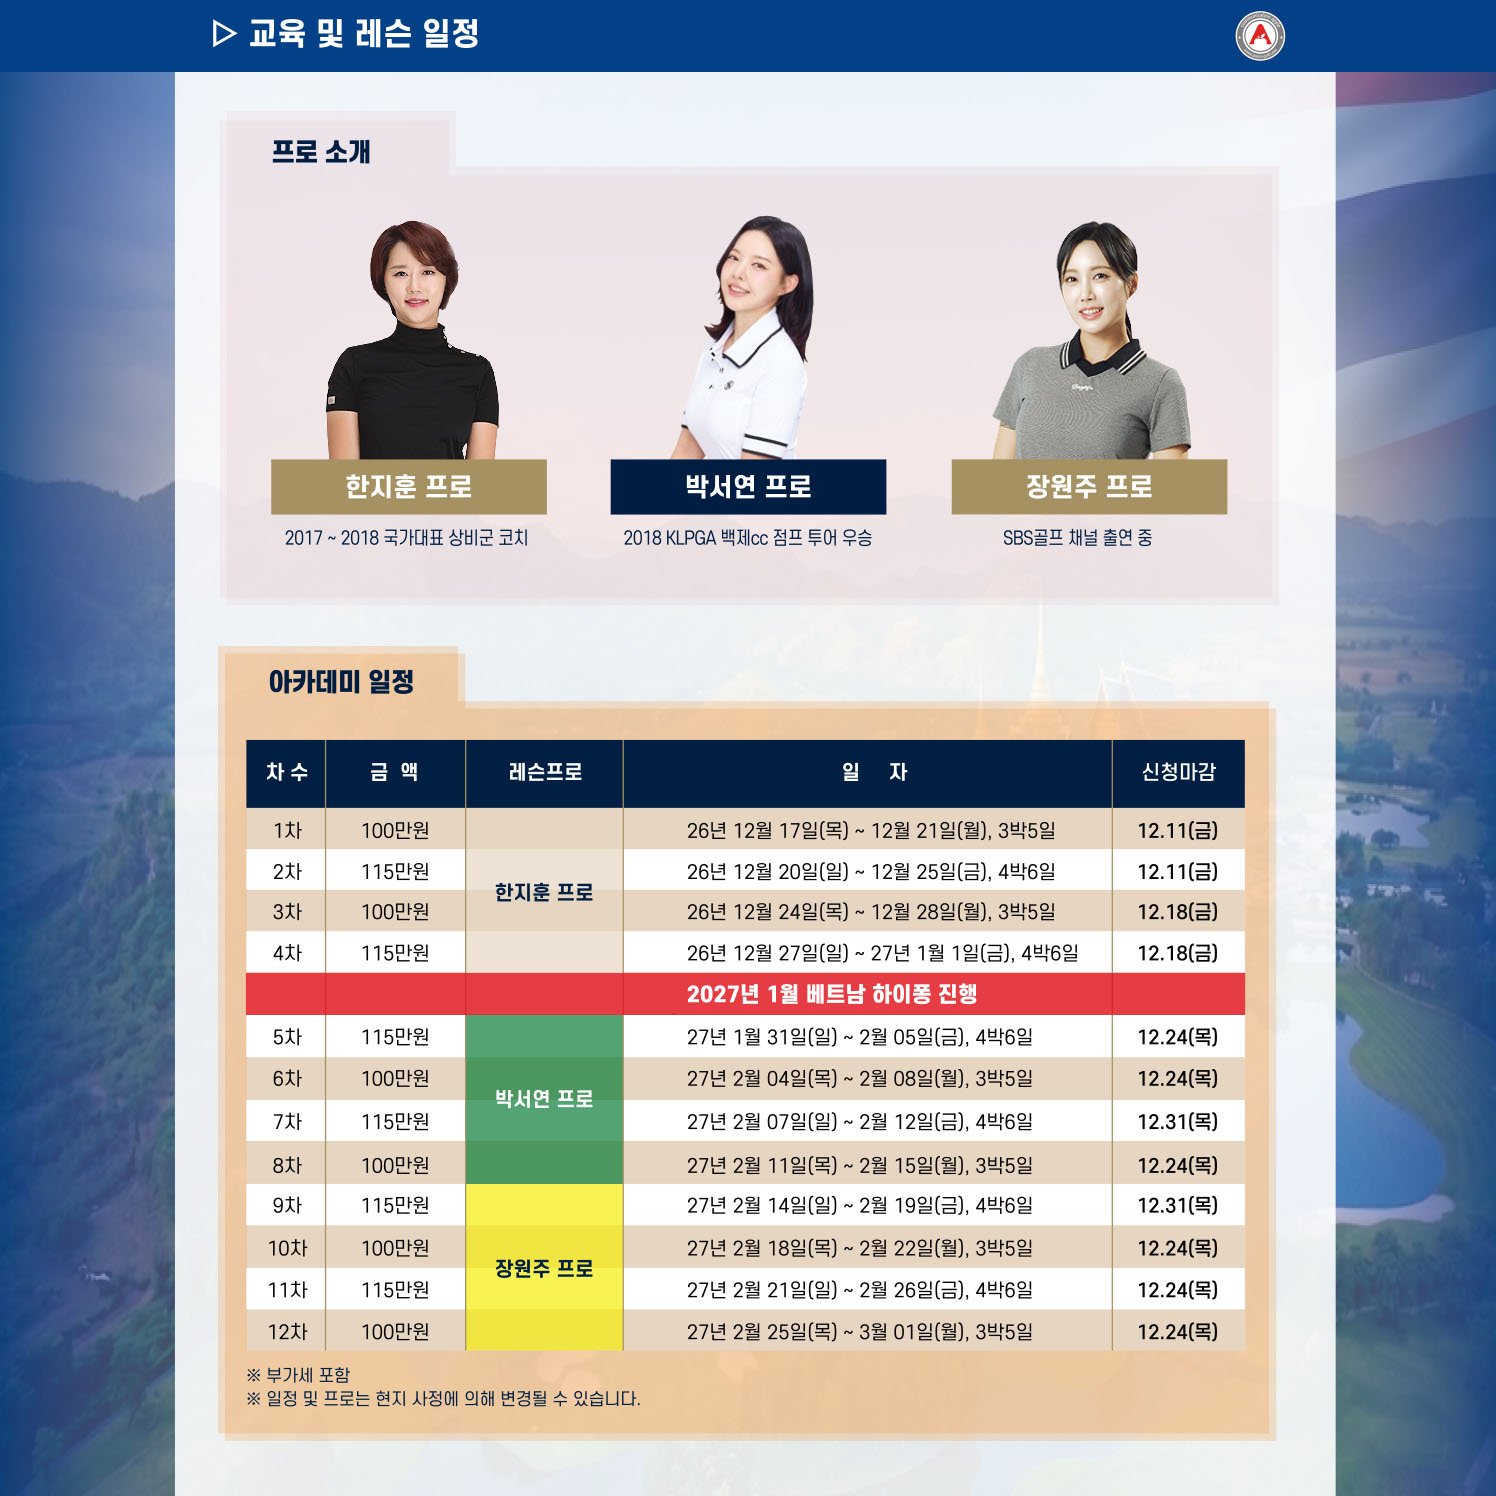 ▷ 교육 및 레슨 일정
프로 소개
한지훈 프로
2017 ~ 2018 국가대표 상비군 코치
박서연 프로
2018 KLPGA 백제cc 점프 투어 우승
장원주 프로
SBS골프 채널 출연 중
아카데미 일정
차 수 금 액 레슨프로 일 자 신청마감
1차 100만원 26년 12월 17일(목) ~ 12월 21일(월), 3박5일 12.11(금)
2차 115만원 26년 12월 20일(일) ~ 12월 25일(금), 4박6일 12.11(금)
한지훈 프로
3차 100만원 26년 12월 24일(목) ~ 12월 28일(월), 3박5일 12.18(금)
4차 115만원 26년 12월 27일(일) ~ 27년 1월 1일(금), 4박6일 12.18(금)
2027년 1월 베트남 하이퐁 진행
5차 115만원 27년 1월 31일(일) ~ 2월 05일(금), 4박6일 12.24(목)
6차 100만원 27년 2월 04일(목) ~ 2월 08일(월), 3박5일 12.24(목)
박서연 프로
7차 115만원 27년 2월 07일(일) ~ 2월 12일(금), 4박6일 12.31(목)
8차 100만원 27년 2월 11일(목) ~ 2월 15일(월), 3박5일 12.24(목)
9차 115만원 27년 2월 14일(일) ~ 2월 19일(금), 4박6일 12.31(목)
10차 100만원 27년 2월 18일(목) ~ 2월 22일(월), 3박5일 12.24(목)
장원주 프로
11차 115만원 27년 2월 21일(일) ~ 2월 26일(금), 4박6일 12.24(목)
12차 100만원 27년 2월 25일(목) ~ 3월 01일(월), 3박5일 12.24(목)
※ 부가세 포함
※ 일정 및 프로는 현지 사정에 의해 변경될 수 있습니다.